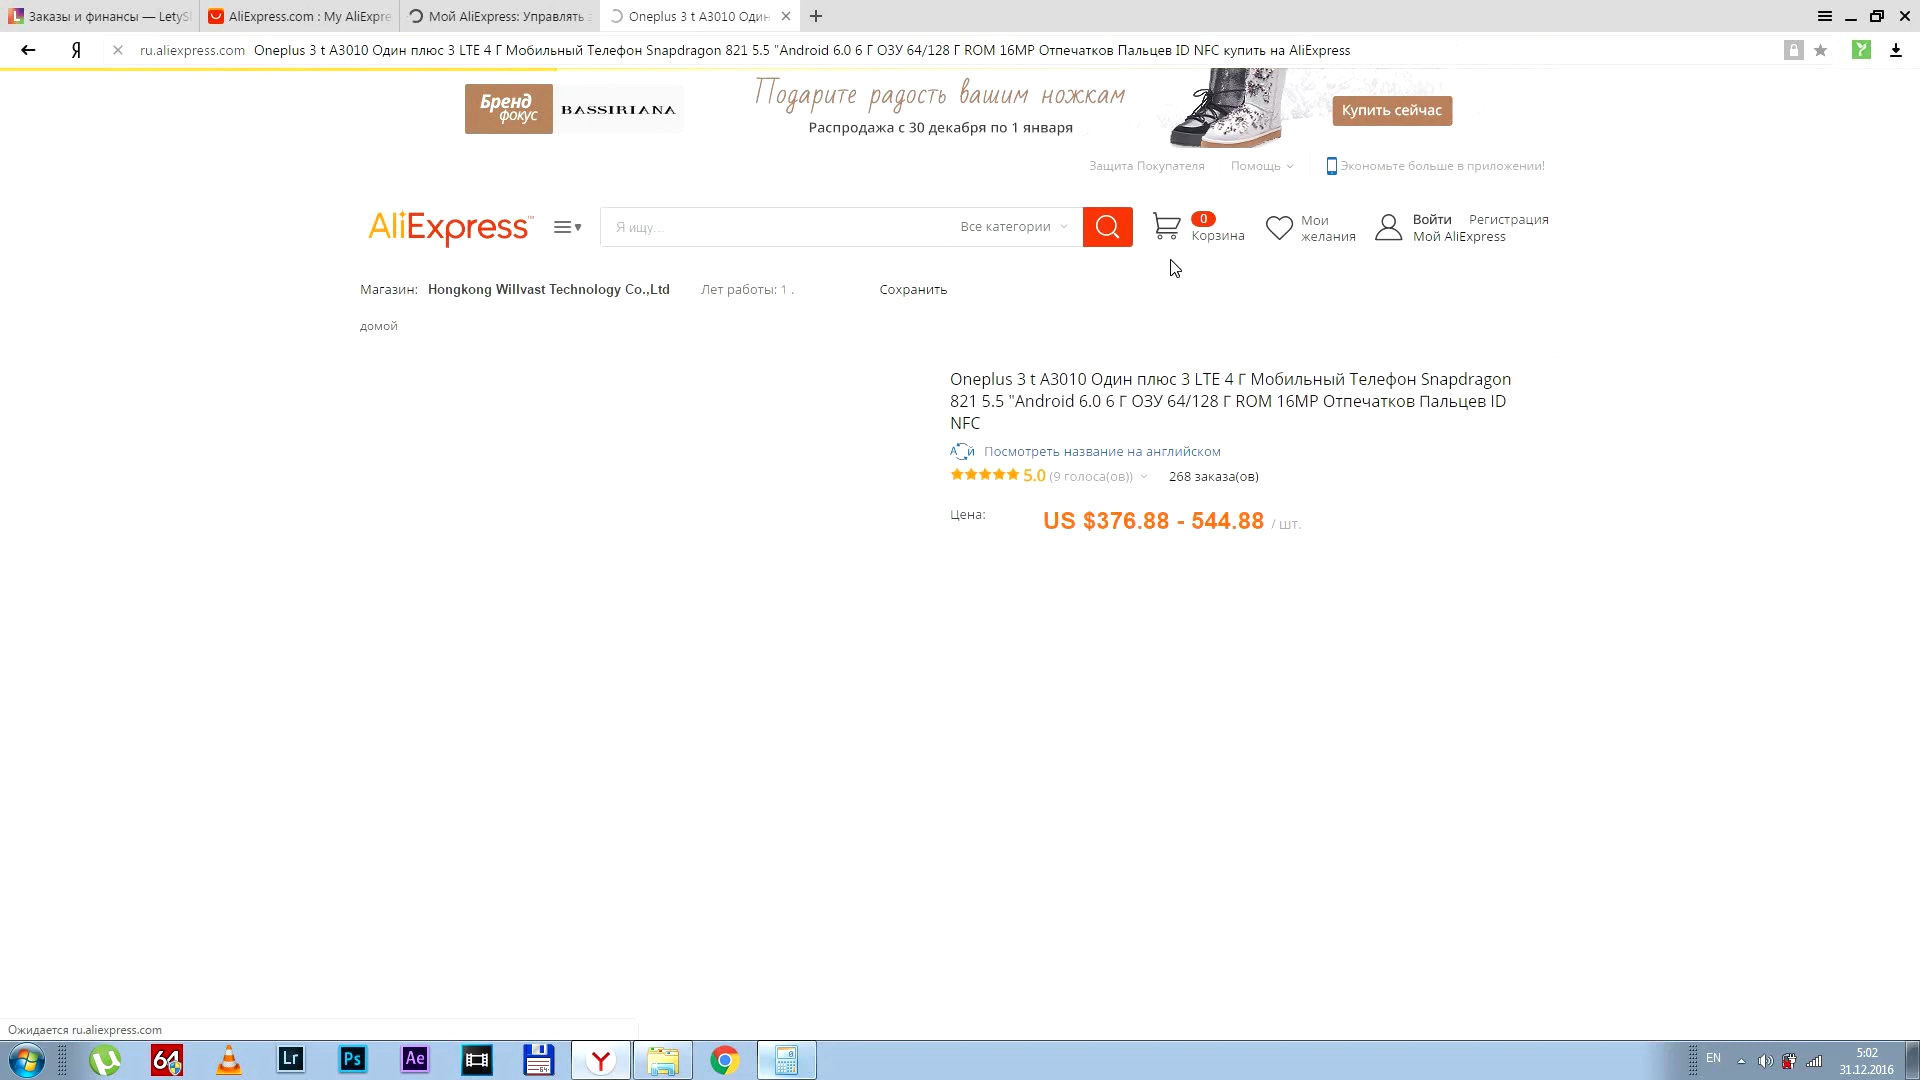 Заказы и финансы — LetySh
AliExpress.com : My AliExpre
Мой AliExpress: Управлять з
Oneplus 3 t A3010 Один
ru.aliexpress.com Oneplus 3 t A3010 Один плюс 3 LTE 4 Г Мобильный Телефон Snapdragon 821 5.5 "Android 6.0 6 Г ОЗУ 64/128 Г ROM 16MP Отпечатков Пальцев ID NFC купить на AliExpress
Бренд
фокус
BASSIRIANA
Подарите радость вашим ножкам
Распродажа с 30 декабря по 1 января
Купить сейчас
Защита Покупателя
Помощь
Экономьте больше в приложении!
AliExpress™
Я ищу...
Все категории
0
Корзина
Мои
желания
Войти Регистрация
Мой AliExpress
Магазин: Hongkong Willvast Technology Co.,Ltd Лет работы: 1 . Сохранить
домой
Oneplus 3 t A3010 Один плюс 3 LTE 4 Г Мобильный Телефон Snapdragon
821 5.5 "Android 6.0 6 Г ОЗУ 64/128 Г ROM 16MP Отпечатков Пальцев ID
NFC
Посмотреть название на английском
5.0 (9 голоса(ов)) 268 заказа(ов)
Цена: US $376.88 - 544.88 / шт.
Ожидается ru.aliexpress.com
64
Lr
Ps
Ae
Y
EN
5:02
31.12.2016